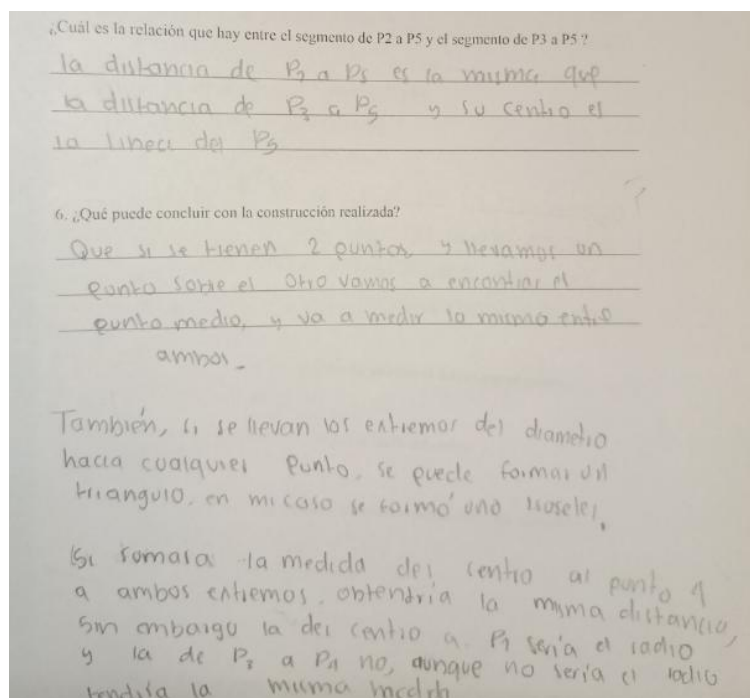 ¿Cuál es la relación que hay entre el segmento de P2 a P5 y el segmento de P3 a P5 ?
la distancia de P2 a P5 es la misma que
la distancia de P3 a P5 y su centro es
la linea del P5
6. ¿Qué puede concluir con la construcción realizada?
Que si se tienen 2 puntos, y llevamos un
punto sobre el otro vamos a encontrar el
punto medio, y va a medir lo mismo entre
ambos.
También, si se llevan los extremos del diametro
hacia cualquier punto, se puede formar un
triangulo, en mi caso se formó uno isoseles.
Si tomara la medida del centro al punto 1
a ambos extremos, obtendría la misma distancia,
sin embargo la del centro a P1 sería el radio
y la de P2 a P1 no, aunque no sería el radio
tendría la misma medida